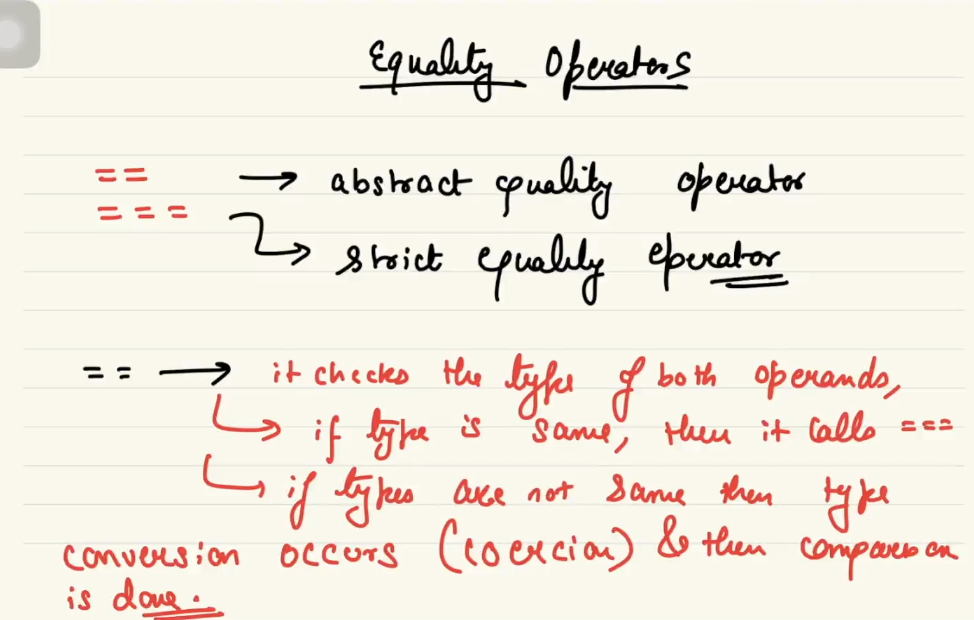 Equality Operators
== → abstract equality operator
=== → strict equality operator
== → it checks the type of both operands,
if type is same, then it calls ===
if types are not same then type
conversion occurs (coercion) & then comparison
is done.